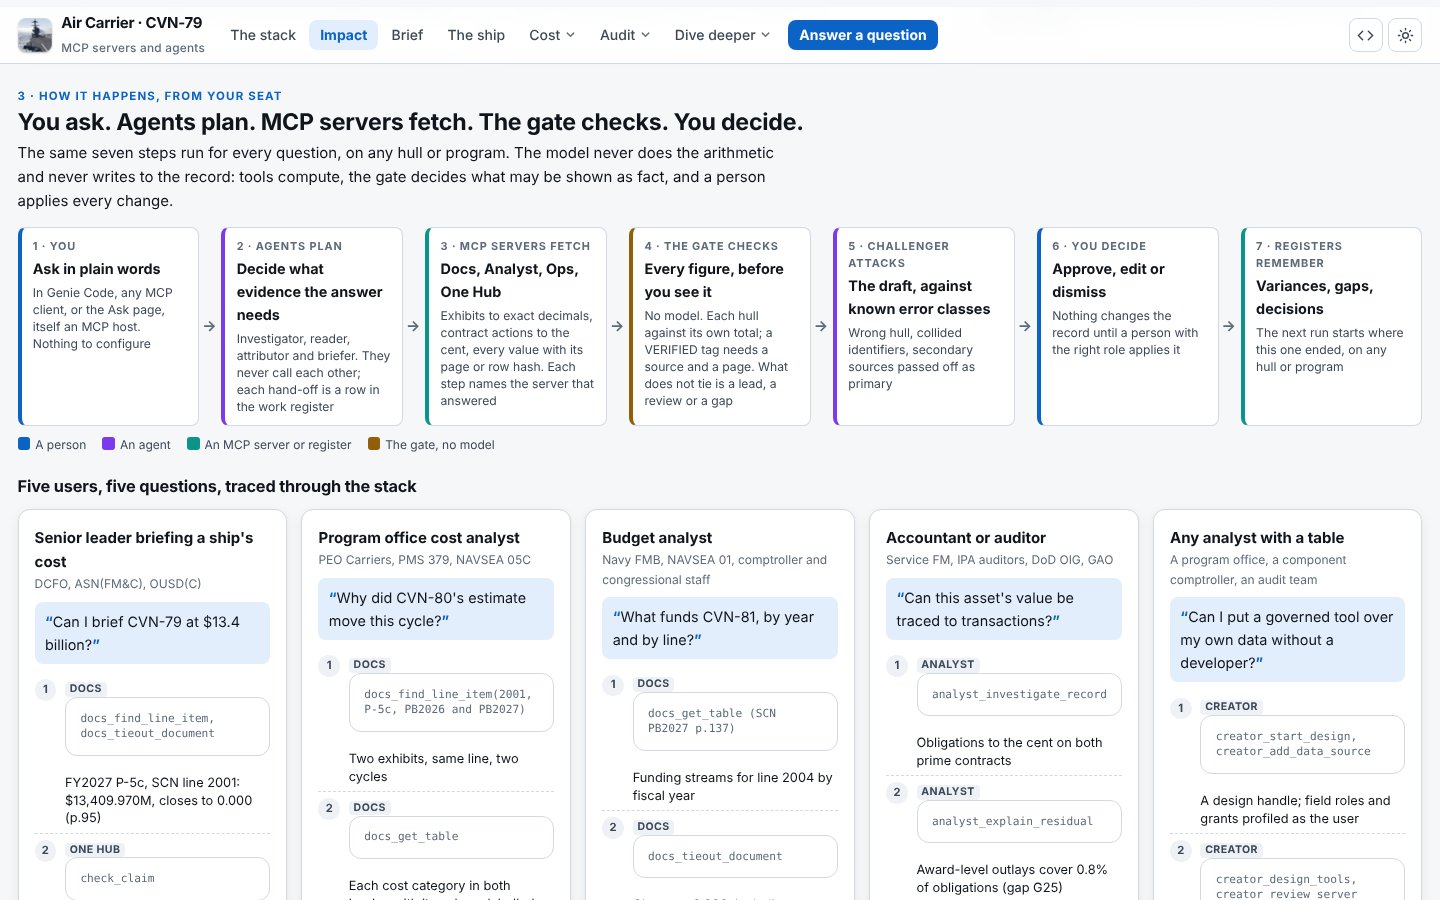 Air Carrier · CVN-79
MCP servers and agents
The stack
Impact
Brief
The ship
Cost
Audit
Dive deeper
Answer a question
3 · HOW IT HAPPENS, FROM YOUR SEAT
You ask. Agents plan. MCP servers fetch. The gate checks. You decide.
The same seven steps run for every question, on any hull or program. The model never does the arithmetic
and never writes to the record: tools compute, the gate decides what may be shown as fact, and a person
applies every change.
1 · YOU
Ask in plain words
In Genie Code, any MCP
client, or the Ask page,
itself an MCP host.
Nothing to configure
2 · AGENTS PLAN
Decide what
evidence the answer
needs
Investigator, reader,
attributor and briefer. They
never call each other;
each hand-off is a row in
the work register
3 · MCP SERVERS FETCH
Docs, Analyst, Ops,
One Hub
Exhibits to exact decimals,
contract actions to the
cent, every value with its
page or row hash. Each
step names the server that
answered
4 · THE GATE CHECKS
Every figure, before
you see it
No model. Each hull
against its own total; a
VERIFIED tag needs a
source and a page. What
does not tie is a lead, a
review or a gap
5 · CHALLENGER
ATTACKS
The draft, against
known error classes
Wrong hull, collided
identifiers, secondary
sources passed off as
primary
6 · YOU DECIDE
Approve, edit or
dismiss
Nothing changes the
record until a person with
the right role applies it
7 · REGISTERS
REMEMBER
Variances, gaps,
decisions
The next run starts where
this one ended, on any
hull or program
A person
An agent
An MCP server or register
The gate, no model
Five users, five questions, traced through the stack
Senior leader briefing a ship's
cost
DCFO, ASN(FM&C), OUSD(C)
“Can I brief CVN-79 at $13.4
billion?”
1 DOCS
docs_find_line_item,
docs_tieout_document
FY2027 P-5c, SCN line 2001:
$13,409.970M, closes to 0.000
(p.95)
2 ONE HUB
check_claim
Program office cost analyst
PEO Carriers, PMS 379, NAVSEA 05C
“Why did CVN-80's estimate
move this cycle?”
1 DOCS
docs_find_line_item(2001,
P-5c, PB2026 and PB2027)
Two exhibits, same line, two
cycles
2 DOCS
docs_get_table
Each cost category in both
Budget analyst
Navy FMB, NAVSEA 01, comptroller and
congressional staff
“What funds CVN-81, by year
and by line?”
1 DOCS
docs_get_table (SCN
PB2027 p.137)
Funding streams for line 2004 by
fiscal year
2 DOCS
docs_tieout_document
Accountant or auditor
Service FM, IPA auditors, DoD OIG, GAO
“Can this asset's value be
traced to transactions?”
1 ANALYST
analyst_investigate_record
Obligations to the cent on both
prime contracts
2 ANALYST
analyst_explain_residual
Award-level outlays cover 0.8%
of obligations (gap G25)
Any analyst with a table
A program office, a component
comptroller, an audit team
“Can I put a governed tool over
my own data without a
developer?”
1 CREATOR
creator_start_design,
creator_add_data_source
A design handle; field roles and
grants profiled as the user
2 CREATOR
creator_design_tools,
creator_review_server